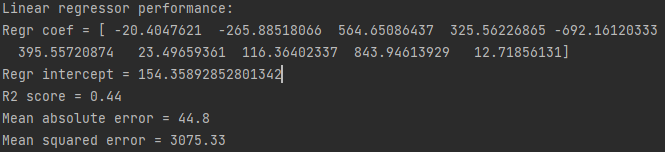 Linear regressor performance:
Regr coef = [ -20.4047621  -265.88518066  564.65086437  325.56226865 -692.16120333
  395.55720874   23.49659361  116.36402337  843.94613929   12.71856131]
Regr intercept = 154.35892852801342
R2 score = 0.44
Mean absolute error = 44.8
Mean squared error = 3075.33